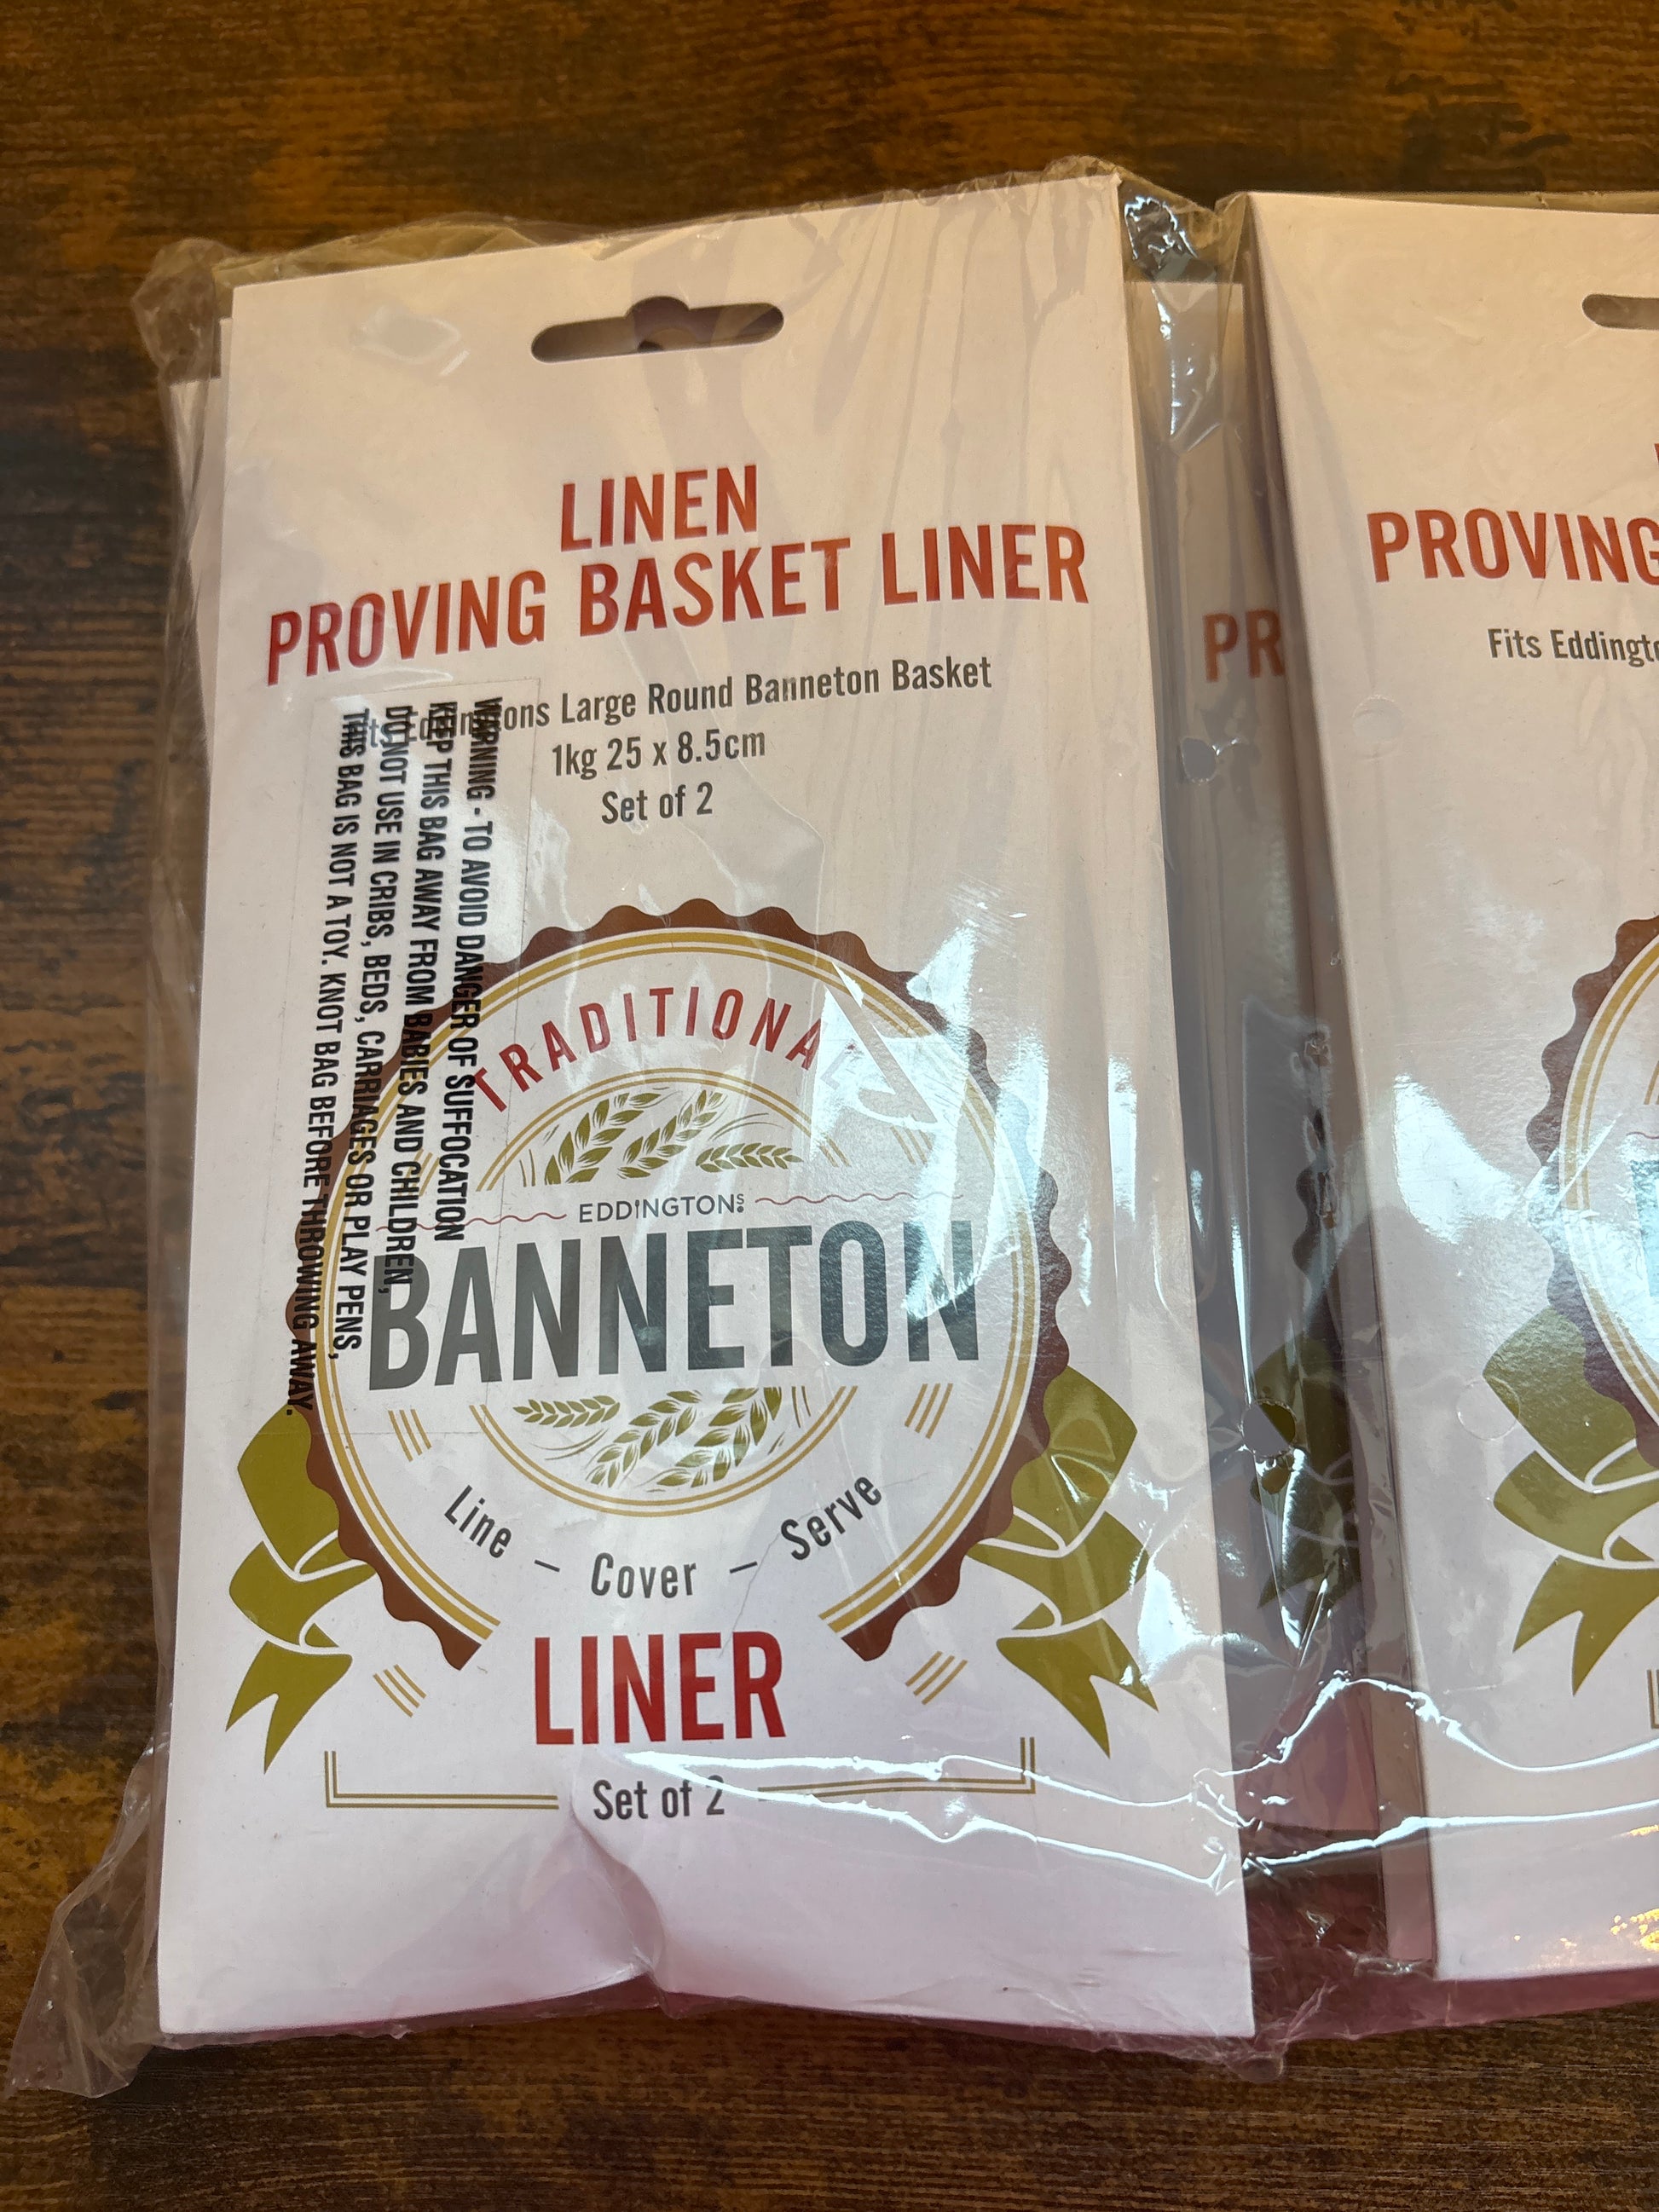 LINEN
PROVING BASKET LINER
Fits Eddingtons Large Round Banneton Basket
1kg 25 x 8.5cm
Set of 2
WARNING - TO AVOID DANGER OF SUFFOCATION
KEEP THIS BAG AWAY FROM BABIES AND CHILDREN,
DO NOT USE IN CRIBS, BEDS, CARRIAGES OR PLAY PENS,
THIS BAG IS NOT A TOY. KNOT BAG BEFORE THROWING AWAY.
TRADITIONAL
EDDINGTONS
BANNETON
Line – Cover – Serve
LINER
Set of 2
PR
PROVING
Fits Eddingto